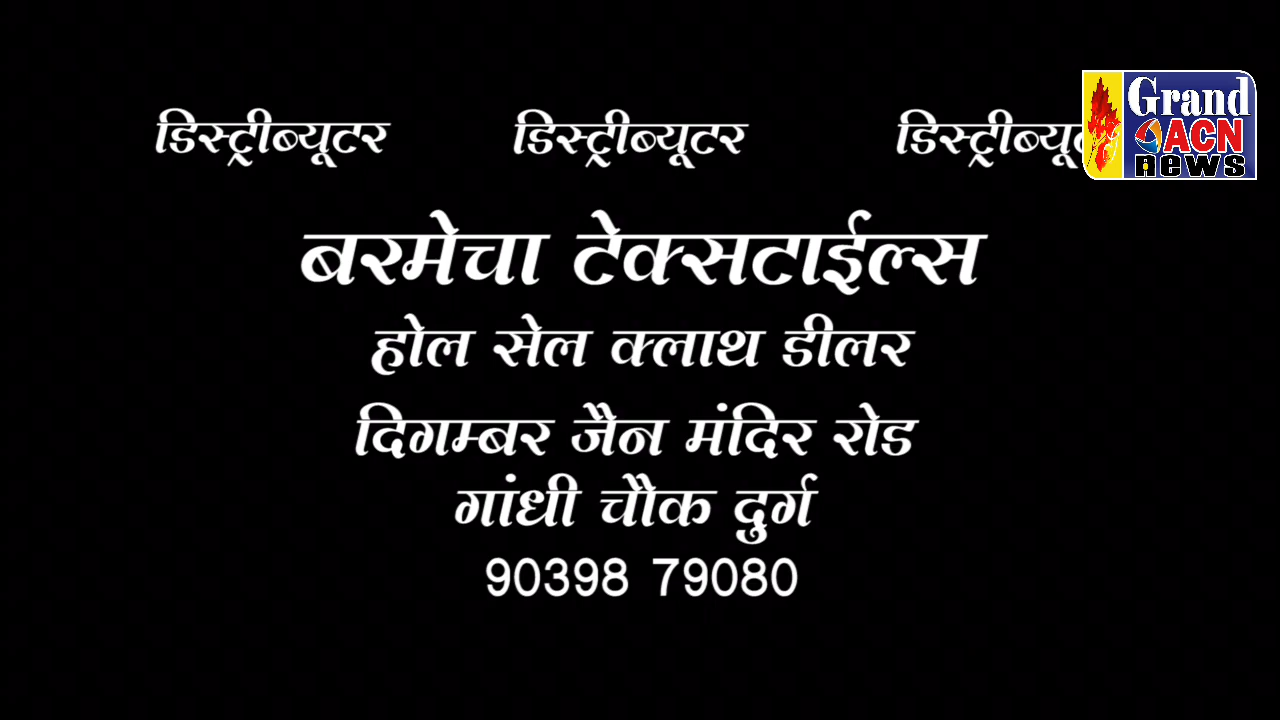 डिस्ट्रीब्यूटर डिस्ट्रीब्यूटर
Grand
ACN
news
बरमेचा टेक्सटाईल्स
होल सेल क्लाथ डीलर
दिगम्बर जैन मंदिर रोड
गांधी चौक दुर्ग
90398 79080